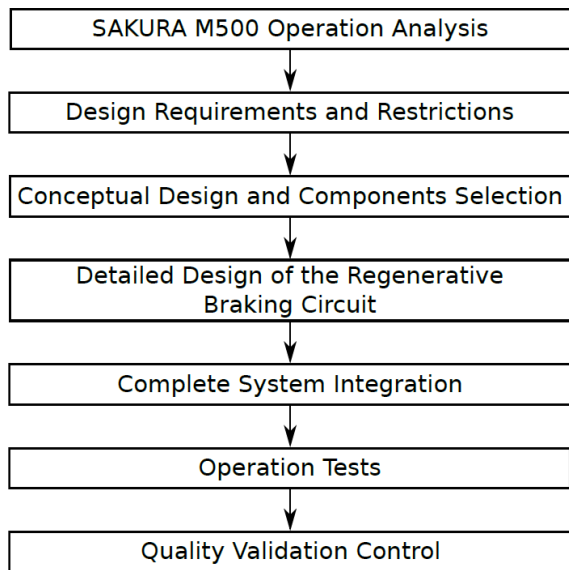 SAKURA M500 Operation Analysis
Design Requirements and Restrictions
Conceptual Design and Components Selection
Detailed Design of the Regenerative
Braking Circuit
Complete System Integration
Operation Tests
Quality Validation Control